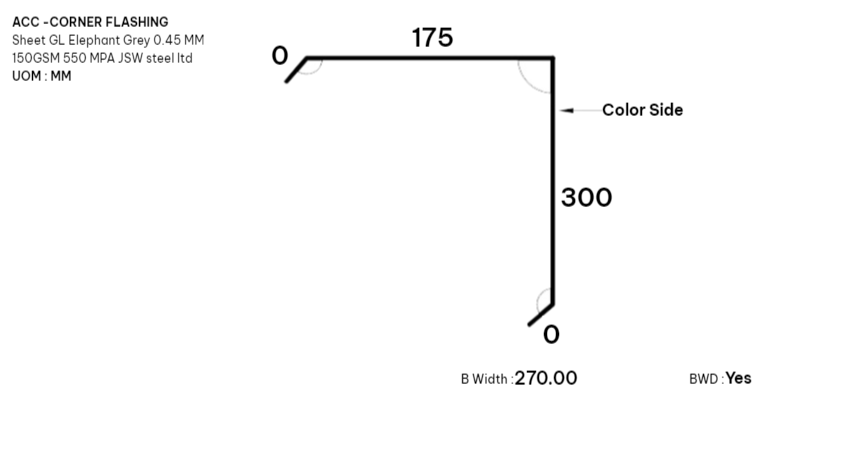 ACC -CORNER FLASHING
Sheet GL Elephant Grey 0.45 MM
150GSM 550 MPA JSW steel ltd
UOM : MM
175
0
Color Side
300
0
B Width :270.00
BWD :Yes